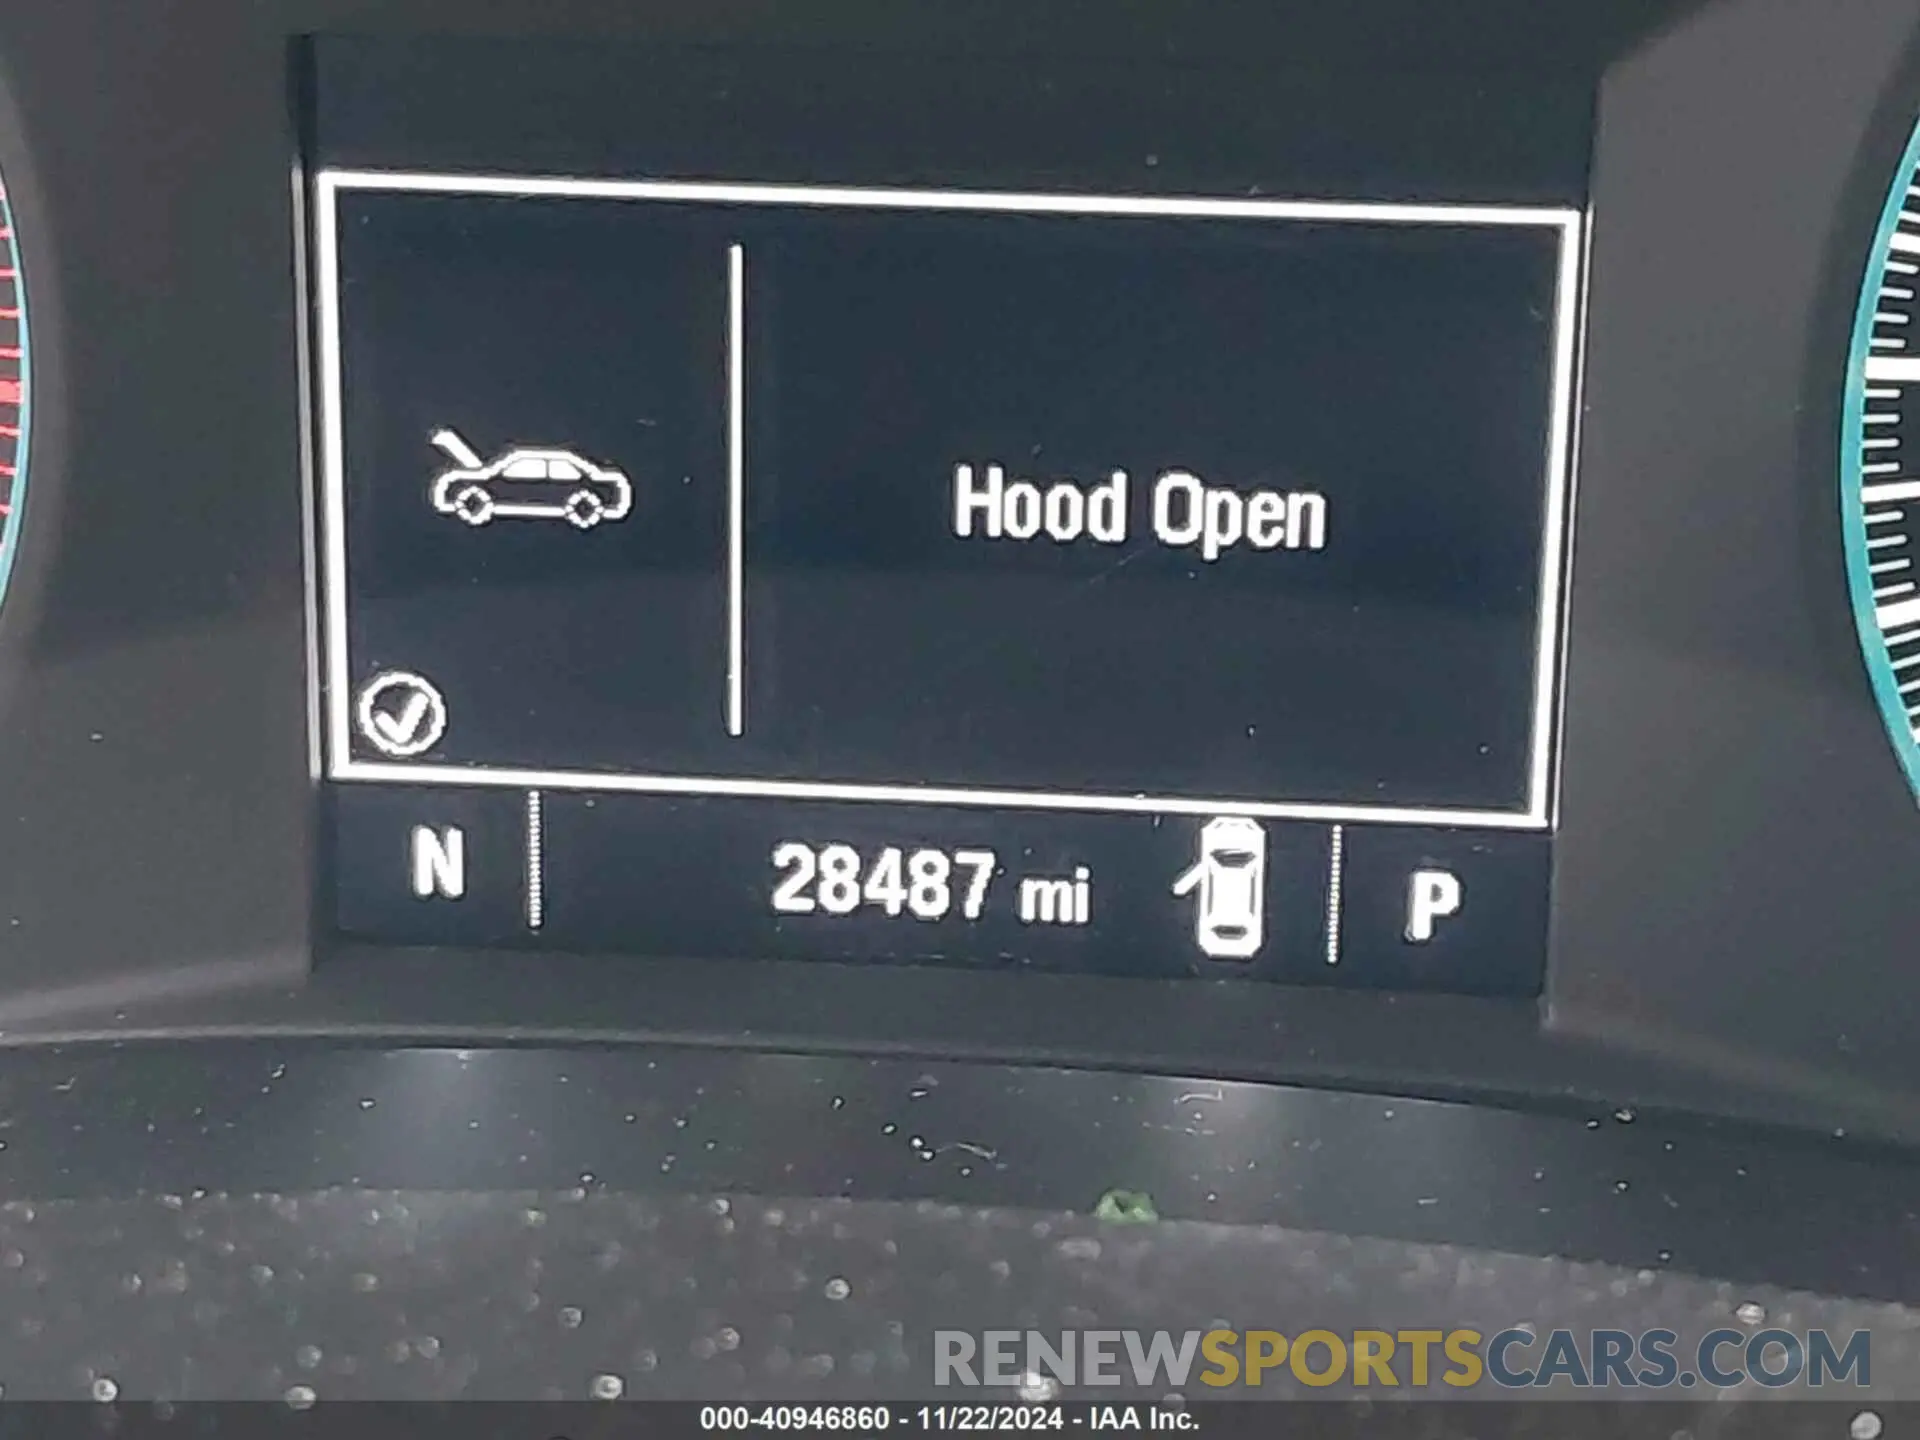 Hood Open
N 28487 mi P
RENEWSPORTSCARS.COM
000-40946860 - 11/22/2024 - IAA Inc.